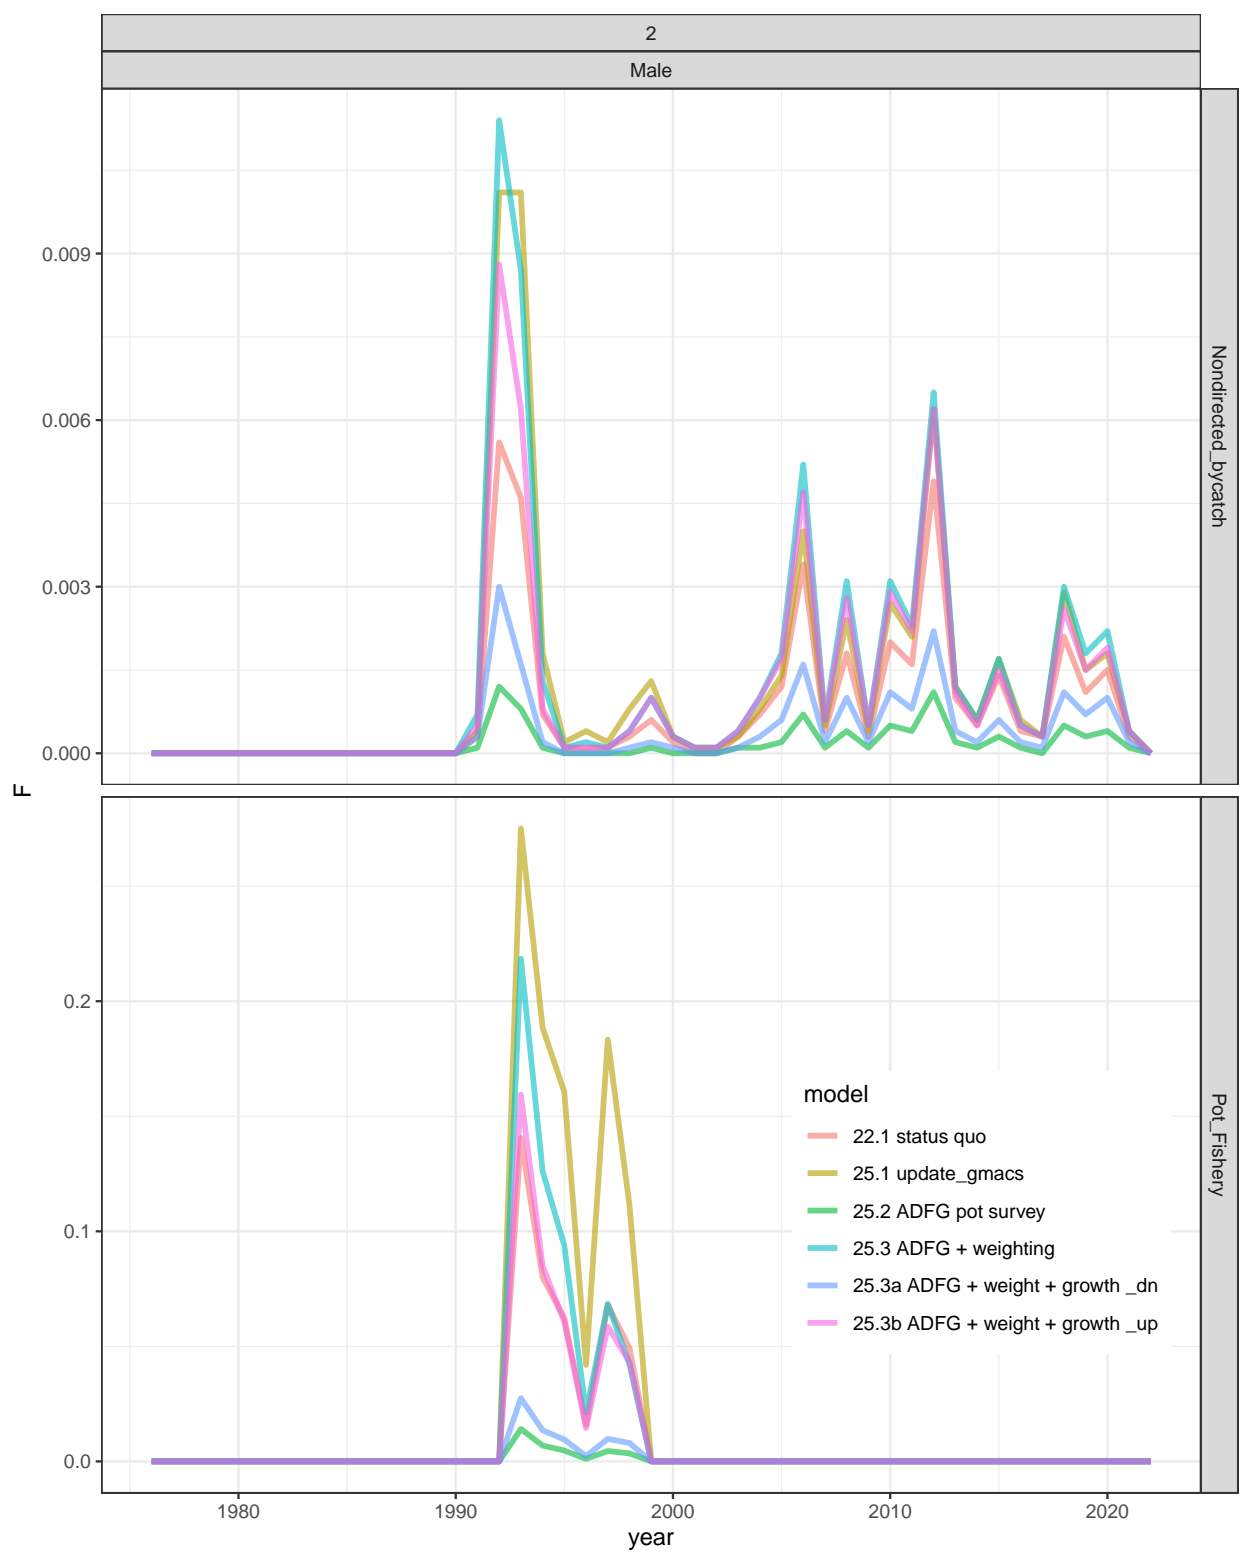 2
Male
Nondirected_bycatch
0.009
0.006
0.003
0.000
F
Pot_Fishery
0.2
0.1
0.0
model
22.1 status quo
25.1 update_gmacs
25.2 ADFG pot survey
25.3 ADFG + weighting
25.3a ADFG + weight + growth _dn
25.3b ADFG + weight + growth _up
1980 1990 2000 2010 2020
year